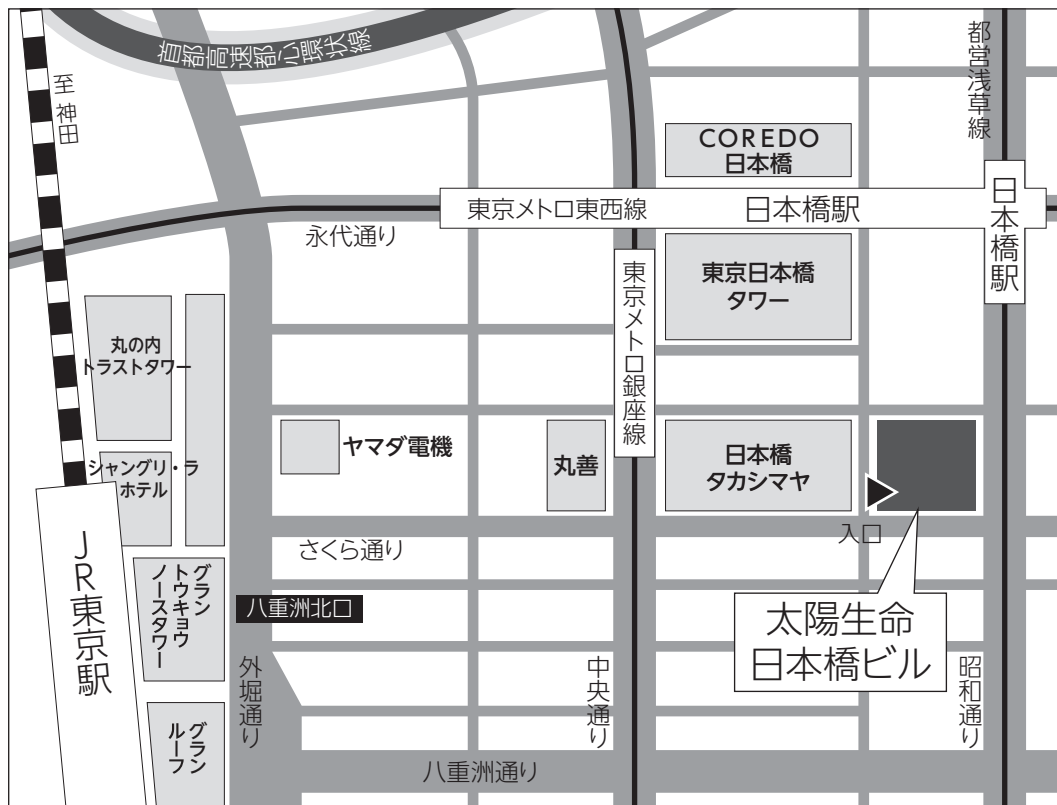 首都高速都心環状線
至 神田
都営浅草線
COREDO
日本橋
東京メトロ東西線
日本橋駅
日本橋駅
永代通り
東京メトロ銀座線
東京日本橋
タワー
丸の内
トラストタワー
シャングリ・ラ
ホテル
ヤマダ電機
丸善
日本橋
タカシマヤ
入口
さくら通り
JR東京駅
グラン
トウキョウ
ノースタワー
八重洲北口
太陽生命
日本橋ビル
外堀通り
中央通り
昭和通り
グラン
ルーフ
八重洲通り